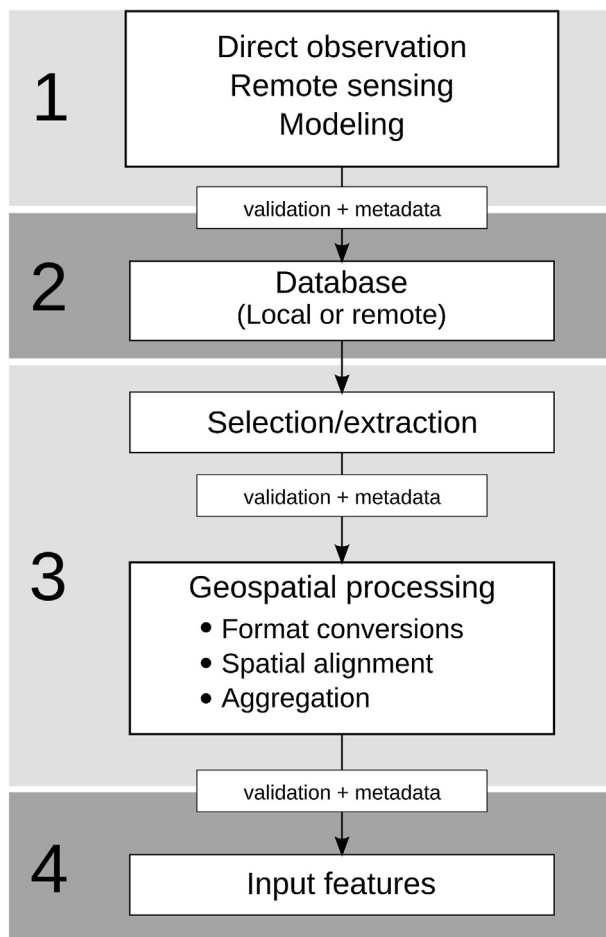 1
Direct observation
Remote sensing
Modeling
validation + metadata
2
Database
(Local or remote)
Selection/extraction
validation + metadata
3
Geospatial processing
• Format conversions
• Spatial alignment
• Aggregation
validation + metadata
4
Input features